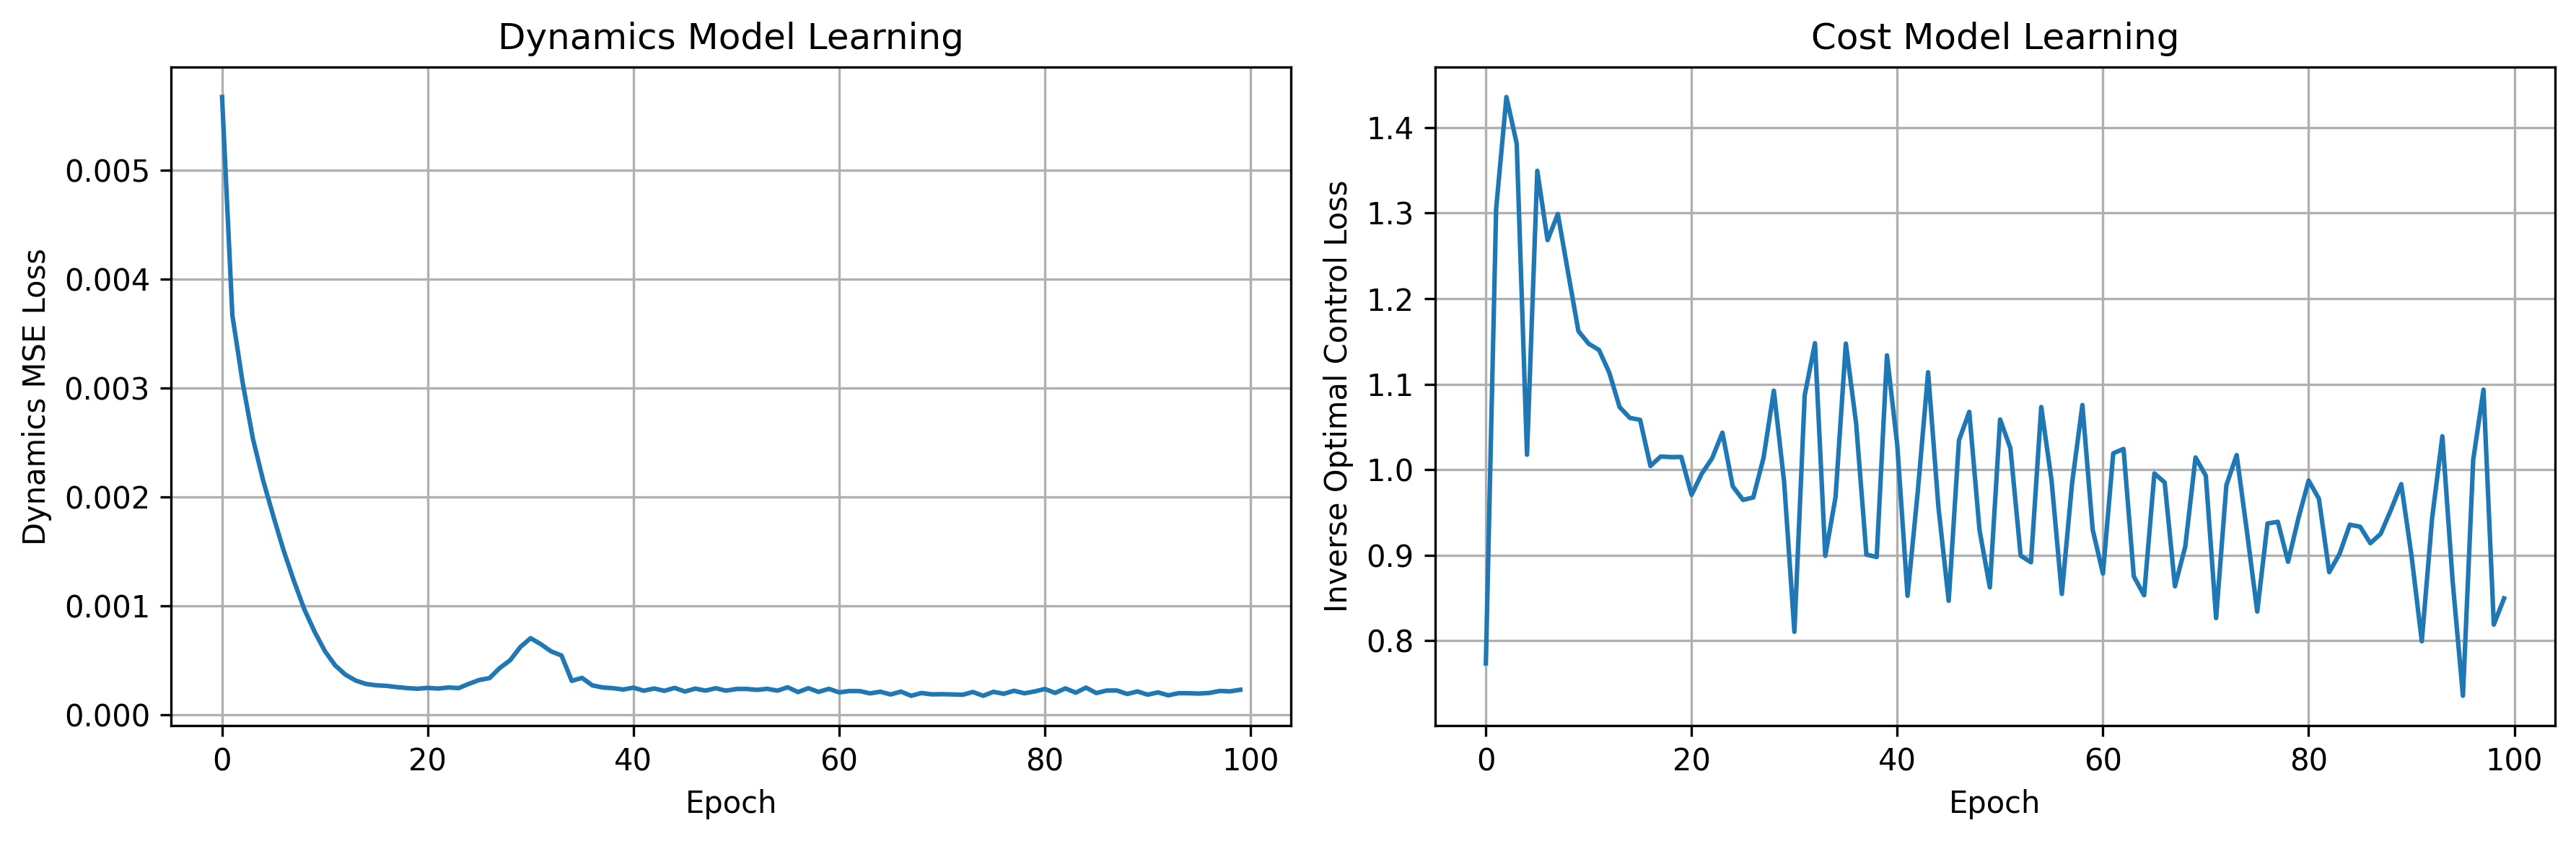 Dynamics Model Learning
Dynamics MSE Loss
0.005
0.004
0.003
0.002
0.001
0.000
0 20 40 60 80 100
Epoch
Cost Model Learning
Inverse Optimal Control Loss
1.4
1.3
1.2
1.1
1.0
0.9
0.8
0 20 40 60 80 100
Epoch